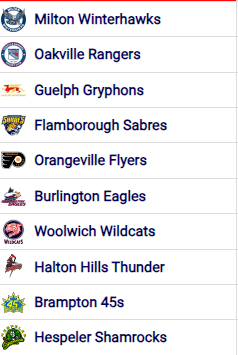 Milton Winterhawks
Oakville Rangers
Guelph Gryphons
Flamborough Sabres
Orangeville Flyers
Burlington Eagles
Woolwich Wildcats
Halton Hills Thunder
Brampton 45s
Hespeler Shamrocks